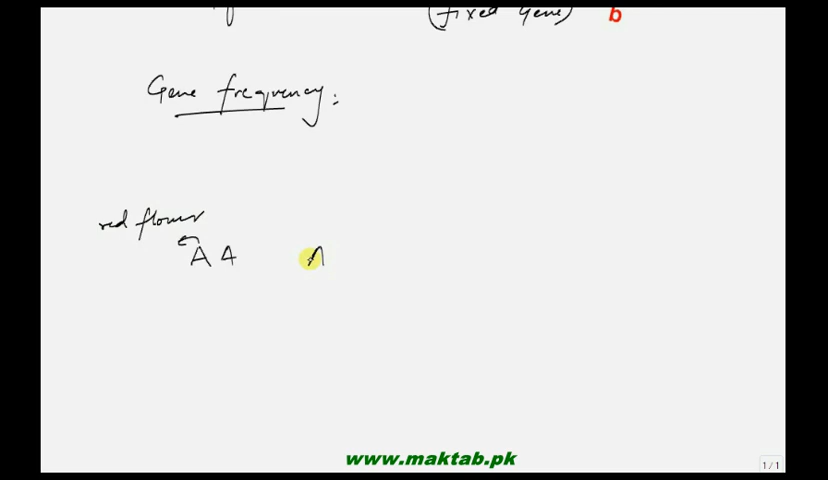 (fixed Gene) b
Gene frequency:
red flower
AA
www.maktab.pk
1/1